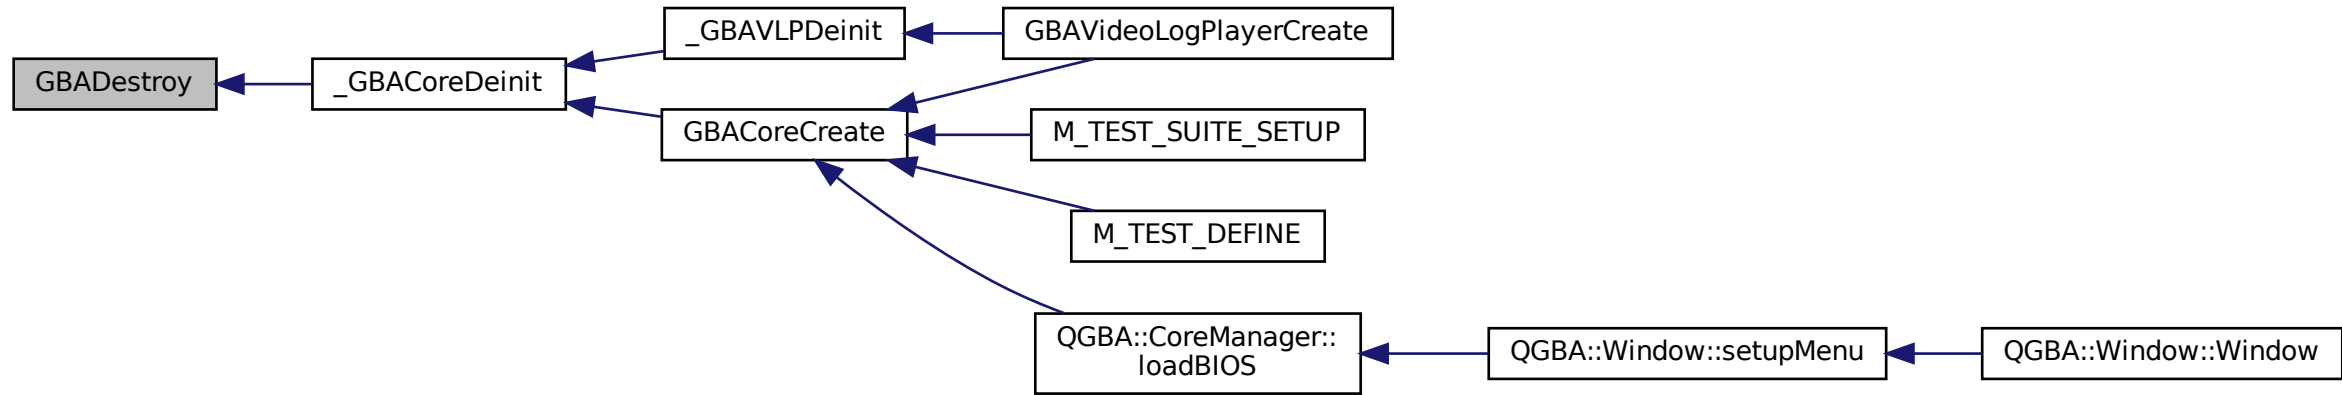 GBADestroy
_GBACoreDeinit
_GBAVLPDeinit
GBAVideoLogPlayerCreate
GBACoreCreate
M_TEST_SUITE_SETUP
M_TEST_DEFINE
QGBA::CoreManager::
loadBIOS
QGBA::Window::setupMenu
QGBA::Window::Window